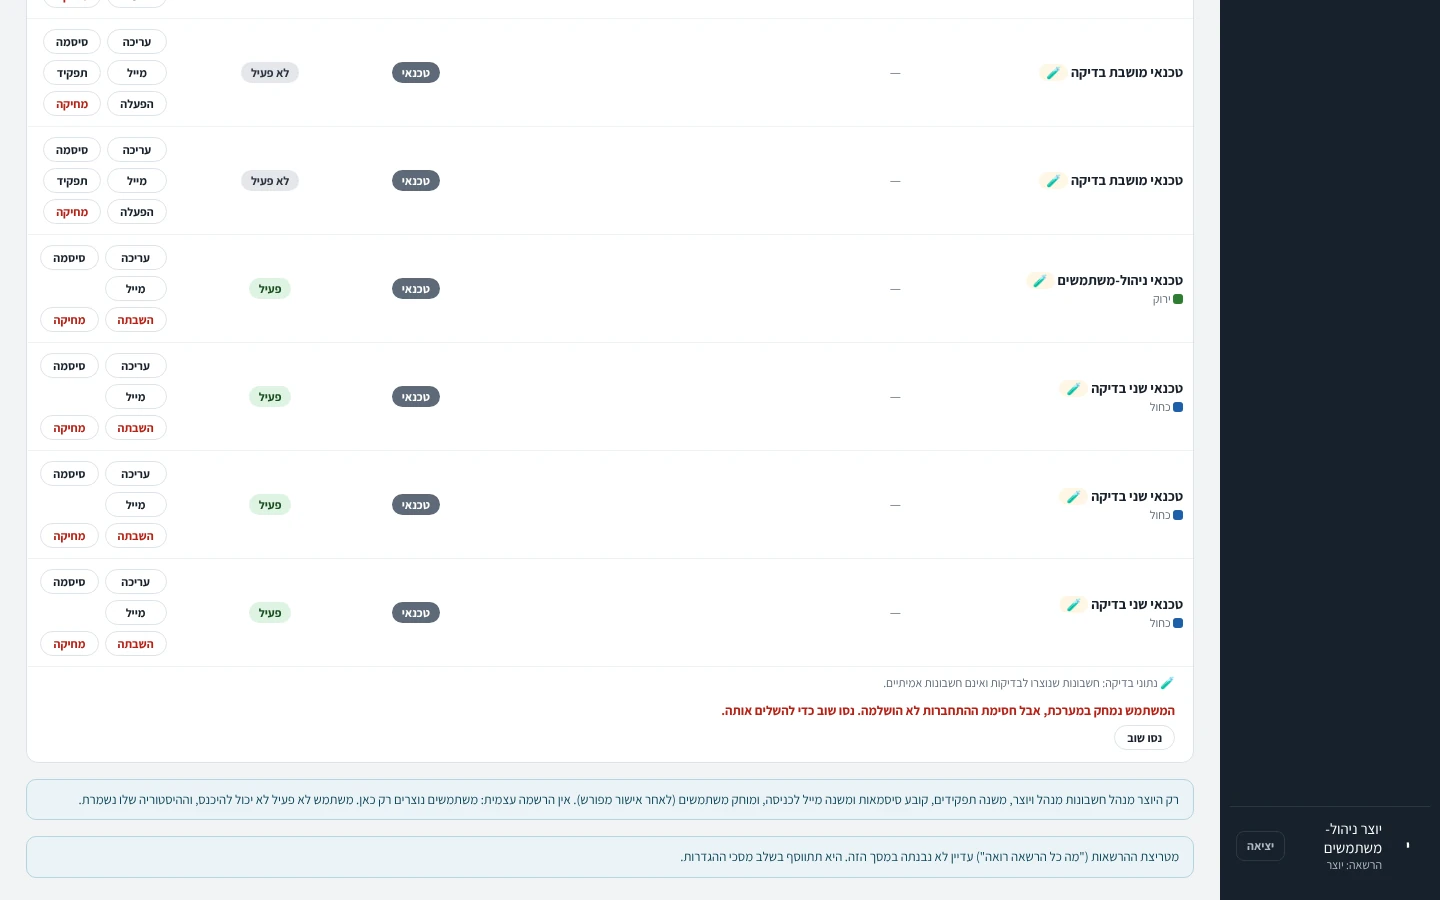 טכנאי מושבת בדיקה
—
טכנאי
לא פעיל
עריכה סיסמה
מייל תפקיד
הפעלה מחיקה
טכנאי מושבת בדיקה
—
טכנאי
לא פעיל
עריכה סיסמה
מייל תפקיד
הפעלה מחיקה
טכנאי ניהול-משתמשים
ירוק
—
טכנאי
פעיל
עריכה סיסמה
מייל
השבתה מחיקה
טכנאי שני בדיקה
כחול
—
טכנאי
פעיל
עריכה סיסמה
מייל
השבתה מחיקה
טכנאי שני בדיקה
כחול
—
טכנאי
פעיל
עריכה סיסמה
מייל
השבתה מחיקה
טכנאי שני בדיקה
כחול
—
טכנאי
פעיל
עריכה סיסמה
מייל
השבתה מחיקה
נתוני בדיקה: חשבונות שנוצרו לבדיקות ואינם חשבונות אמיתיים.
המשתמש נמחק במערכת, אבל חסימת ההתחברות לא הושלמה. נסו שוב כדי להשלים אותה.
נסו שוב
רק היוצר מנהל חשבונות מנהל ויוצר, משנה תפקידים, קובע סיסמאות ומשנה מייל לכניסה, ומוחק משתמשים (לאחר אישור מפורש). אין הרשמה עצמית: משתמשים נוצרים רק כאן. משתמש לא פעיל לא יכול להיכנס, וההיסטוריה שלו נשמרת.
מטריצת ההרשאות ("מה כל הרשאה רואה") עדיין לא נבנתה במסך הזה. היא תתווסף בשלב מסכי ההגדרות.
י
יוצר ניהול-
משתמשים
הרשאה: יוצר
יציאה